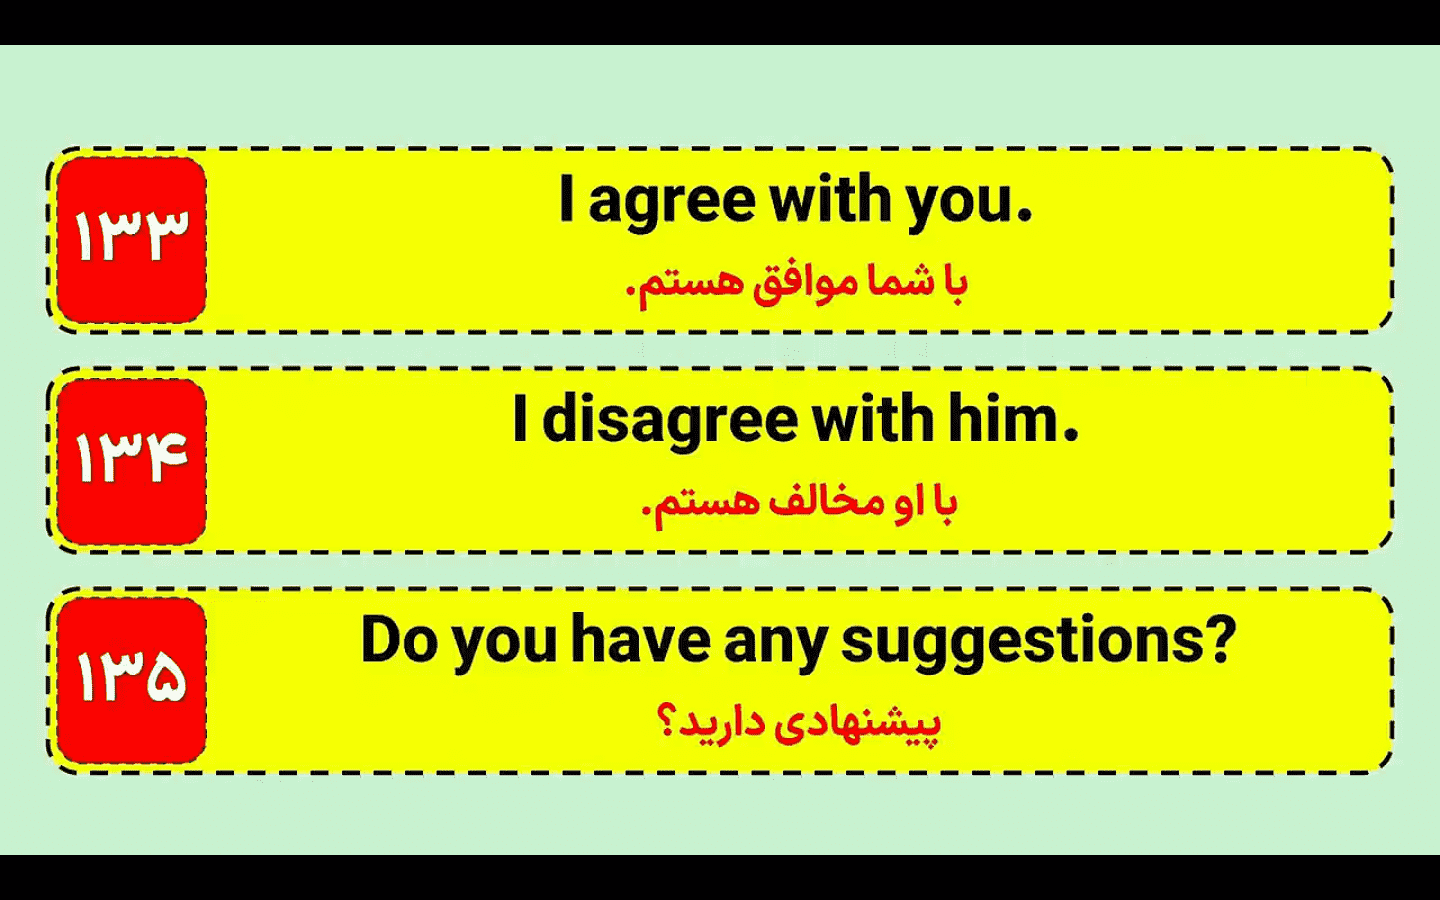 ۱۳۳
I agree with you.
با شما موافق هستم.
۱۳۴
I disagree with him.
با او مخالف هستم.
۱۳۵
Do you have any suggestions?
پیشنهادی دارید؟